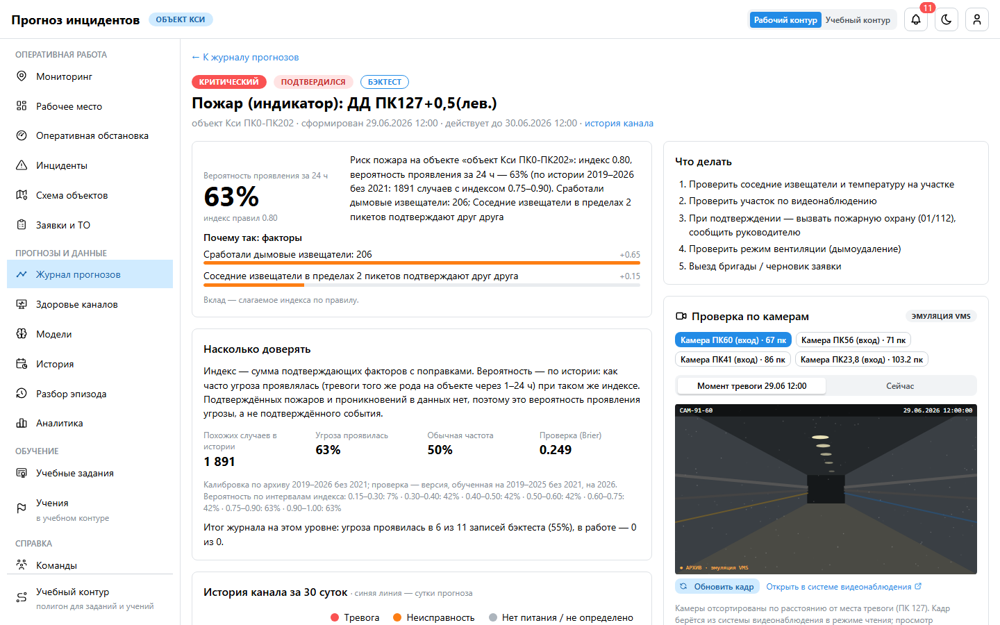 Прогноз инцидентов
ОБЪЕКТ КСИ
Рабочий контур
Учебный контур
11
ОПЕРАТИВНАЯ РАБОТА
Мониторинг
Рабочее место
Оперативная обстановка
Инциденты
Схема объектов
Заявки и ТО
ПРОГНОЗЫ И ДАННЫЕ
Журнал прогнозов
Здоровье каналов
Модели
История
Разбор эпизода
Аналитика
ОБУЧЕНИЕ
Учебные задания
Учения
в учебном контуре
СПРАВКА
Команды
Учебный контур
полигон для заданий и учений
← К журналу прогнозов
КРИТИЧЕСКИЙ
ПОДТВЕРДИЛСЯ
БЭКТЕСТ
Пожар (индикатор): ДД ПК127+0,5(лев.)
объект Кси ПК0-ПК202 · сформирован 29.06.2026 12:00 · действует до 30.06.2026 12:00 · история канала
Вероятность проявления за 24 ч
63%
индекс правил 0.80
Риск пожара на объекте «объект Кси ПК0-ПК202»: индекс 0.80,
вероятность проявления за 24 ч — 63% (по истории 2019–2026
без 2021: 1891 случаев с индексом 0.75–0.90). Сработали
дымовые извещатели: 206; Соседние извещатели в пределах 2
пикетов подтверждают друг друга
Почему так: факторы
Сработали дымовые извещатели: 206
+0.65
Соседние извещатели в пределах 2 пикетов подтверждают друг друга
+0.15
Вклад — слагаемое индекса по правилу.
Насколько доверять
Индекс — сумма подтверждающих факторов с поправками. Вероятность — по истории: как
часто угроза проявлялась (тревоги того же рода на объекте через 1–24 ч) при таком же индексе.
Подтверждённых пожаров и проникновений в данных нет, поэтому это вероятность проявления
угрозы, а не подтверждённого события.
Похожих случаев в
истории
1 891
Угроза проявилась
63%
Обычная частота
50%
Проверка (Brier)
0.249
Калибровка по архиву 2019–2026 без 2021; проверка — версия, обученная на 2019–2025 без 2021, на 2026.
Вероятность по интервалам индекса: 0.15–0.30: 7% · 0.30–0.40: 42% · 0.40–0.50: 42% · 0.50–0.60: 42% · 0.60–0.75:
42% · 0.75–0.90: 63% · 0.90–1.00: 63%
Итог журнала на этом уровне: угроза проявилась в 6 из 11 записей бэктеста (55%), в работе — 0
из 0.
История канала за 30 суток · синяя линия — сутки прогноза
Тревога
Неисправность
Нет питания / не определено
Что делать
1. Проверить соседние извещатели и температуру на участке
2. Проверить участок по видеонаблюдению
3. При подтверждении — вызвать пожарную охрану (01/112),
сообщить руководителю
4. Проверить режим вентиляции (дымоудаление)
5. Выезд бригады / черновик заявки
Проверка по камерам
ЭМУЛЯЦИЯ VMS
Камера ПК60 (вход) · 67 пк
Камера ПК56 (вход) · 71 пк
Камера ПК41 (вход) · 86 пк
Камера ПК23,8 (вход) · 103.2 пк
Момент тревоги 29.06 12:00
Сейчас
CAM-91-60
29.06.2026 12:00:00
● АРХИВ · эмуляция VMS
Обновить кадр
Открыть в системе видеонаблюдения
Камеры отсортированы по расстоянию от места тревоги (ПК 127). Кадр
берётся из системы видеонаблюдения в режиме чтения; просмотр